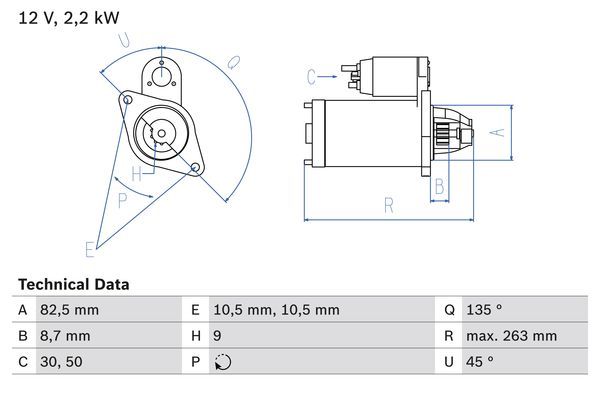 12 V, 2,2 kW
U
Q
H
P
E
C
A
B
R
Technical Data
A 82,5 mm E 10,5 mm, 10,5 mm Q 135 °
B 8,7 mm H 9 R max. 263 mm
C 30, 50 P U 45 °